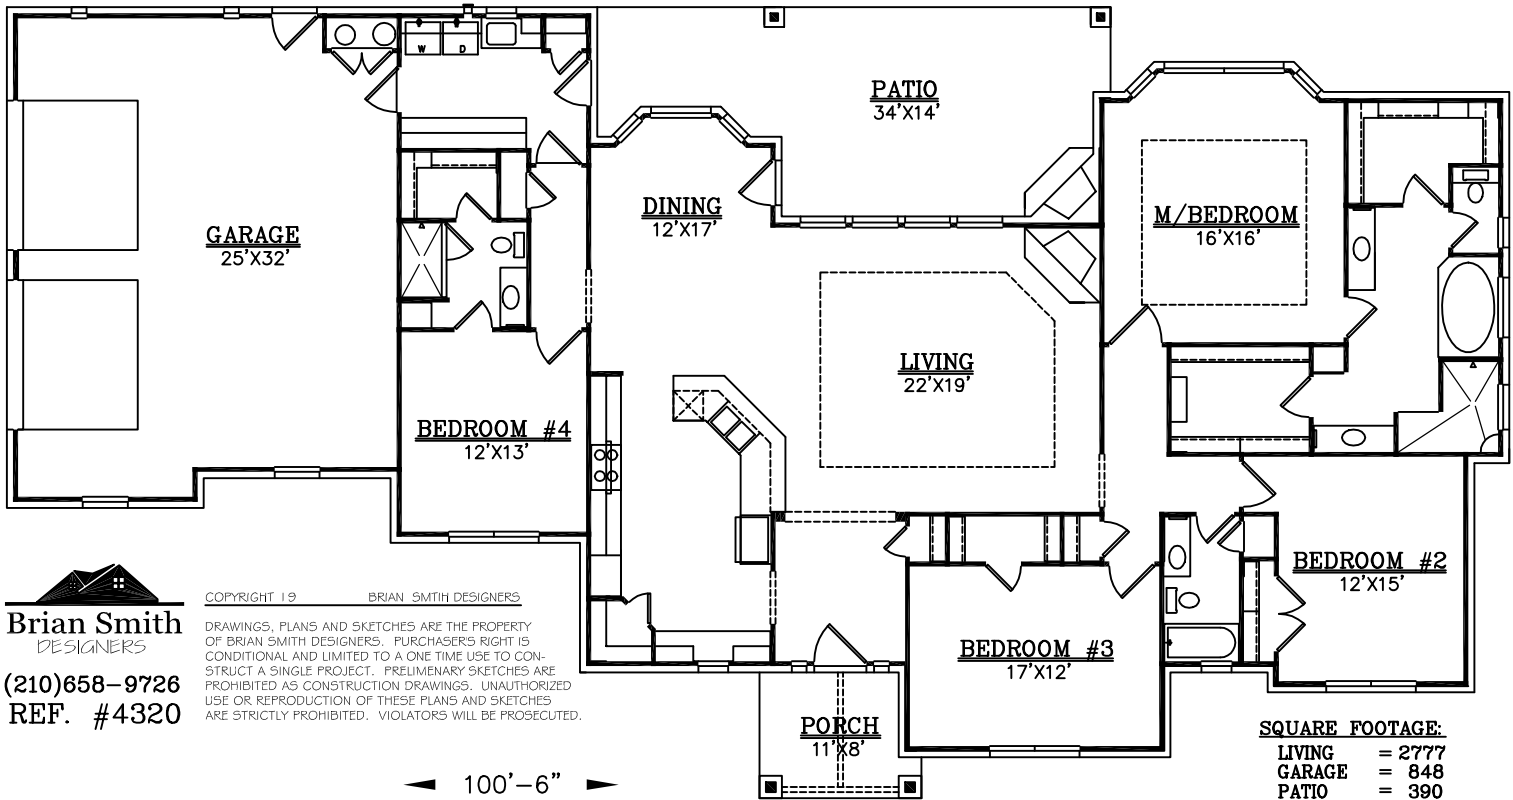 W D
PATIO
34'X14'
DINING
12'X17'
M/BEDROOM
16'X16'
GARAGE
25'X32'
LIVING
22'X19'
BEDROOM #4
12'X13'
BEDROOM #2
12'X15'
BEDROOM #3
17'X12'
PORCH
11'X8'
Brian Smith
DESIGNERS
(210)658-9726
REF. #4320
COPYRIGHT 19 BRIAN SMTIH DESIGNERS
DRAWINGS, PLANS AND SKETCHES ARE THE PROPERTY
OF BRIAN SMITH DESIGNERS. PURCHASER'S RIGHT IS
CONDITIONAL AND LIMITED TO A ONE TIME USE TO CON-
STRUCT A SINGLE PROJECT. PRELIMENARY SKETCHES ARE
PROHIBITED AS CONSTRUCTION DRAWINGS. UNAUTHORIZED
USE OR REPRODUCTION OF THESE PLANS AND SKETCHES
ARE STRICTLY PROHIBITED. VIOLATORS WILL BE PROSECUTED.
100'-6"
SQUARE FOOTAGE:
LIVING = 2777
GARAGE = 848
PATIO = 390